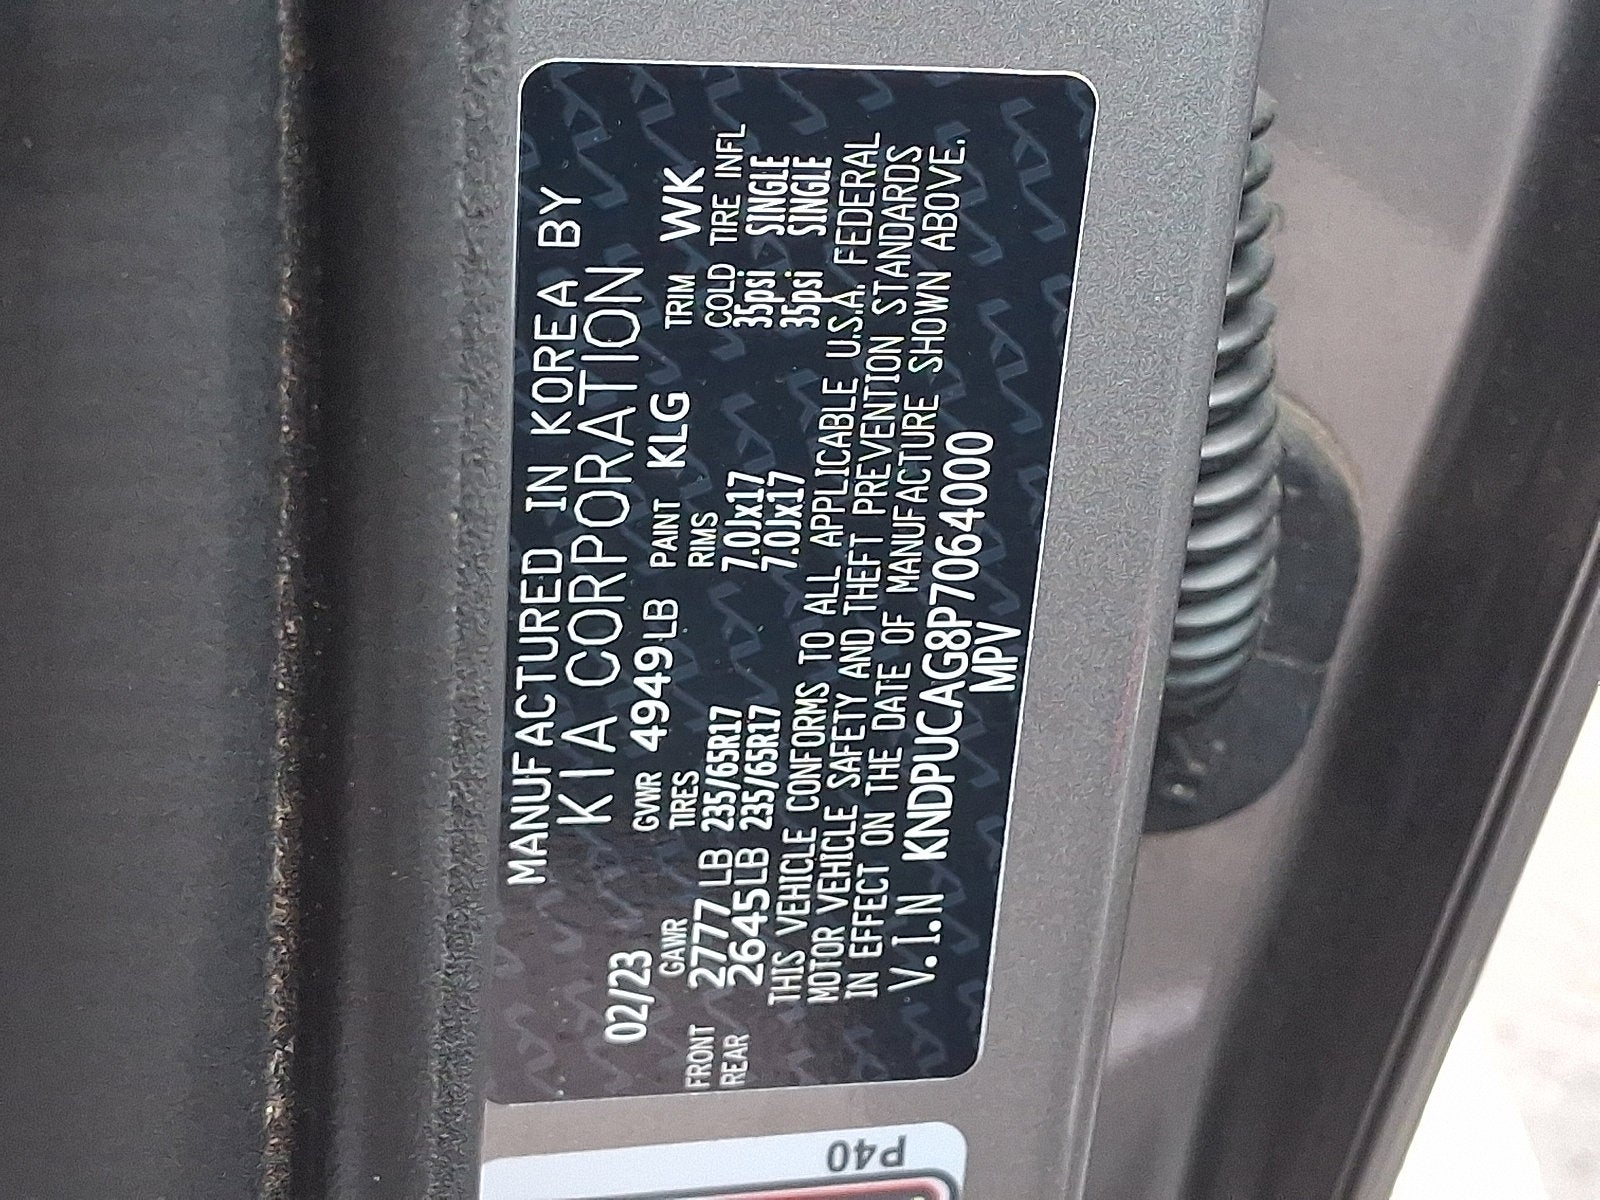 MANUFACTURED IN KOREA BY
KIA CORPORATION
02/23 GVWR 4949LB PAINT KLG TRIM WK
GAWR TIRES RIMS COLD TIRE INFL
FRONT 2777LB 235/65R17 7.0Jx17 35psi SINGLE
REAR 2645LB 235/65R17 7.0Jx17 35psi SINGLE
THIS VEHICLE CONFORMS TO ALL APPLICABLE U.S.A. FEDERAL
MOTOR VEHICLE SAFETY AND THEFT PREVENTION STANDARDS
IN EFFECT ON THE DATE OF MANUFACTURE SHOWN ABOVE.
V.I.N KNDPUCAG8P7064000
MPV
P40